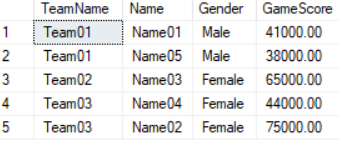 TeamName Name Gender GameScore
1 Team01 Name01 Male 41000.00
2 Team01 Name05 Male 38000.00
3 Team02 Name03 Female 65000.00
4 Team03 Name04 Female 44000.00
5 Team03 Name02 Female 75000.00